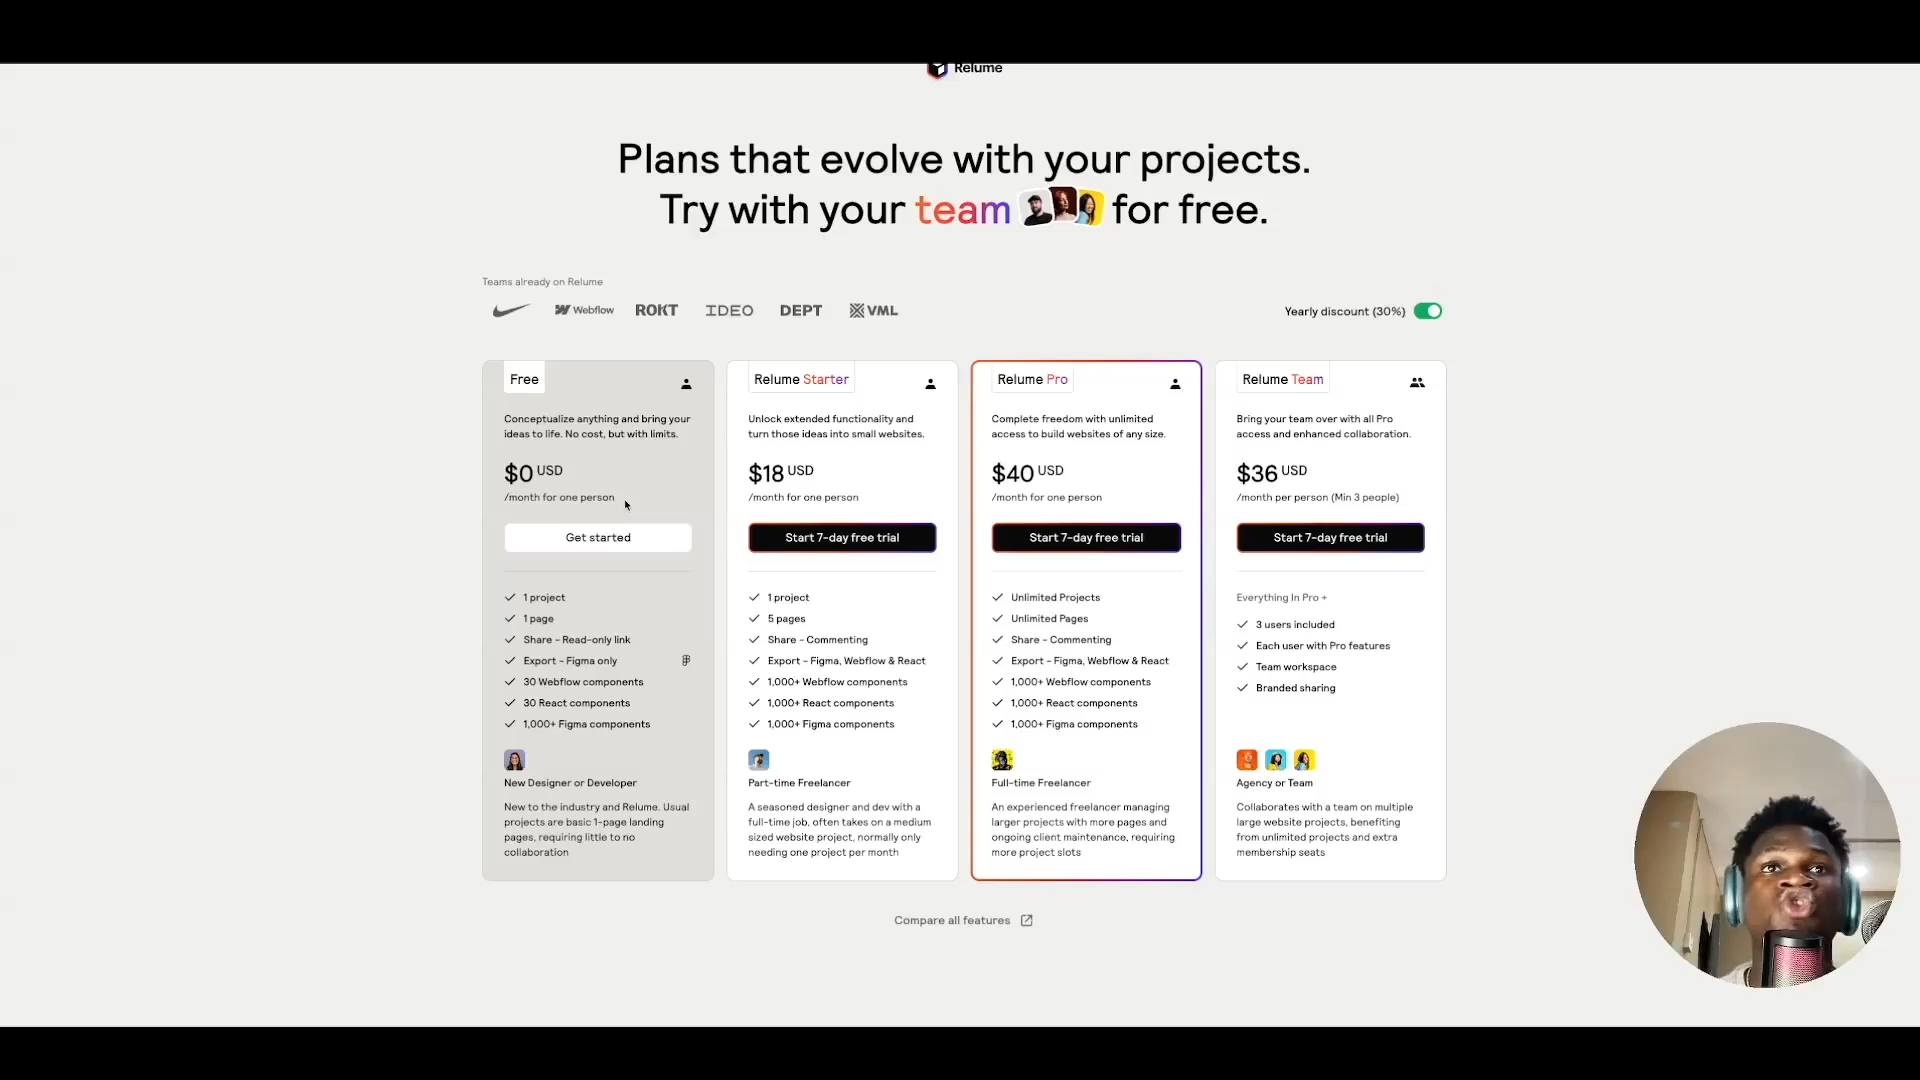 Relume
Plans that evolve with your projects.
Try with your team for free.
Teams already on Relume
Webflow ROKT IDEO DEPT VML
Yearly discount (30%)
Free
Conceptualize anything and bring your
ideas to life. No cost, but with limits.
$0 USD
/month for one person
Get started
1 project
1 page
Share - Read-only link
Export - Figma only
30 Webflow components
30 React components
1,000+ Figma components
New Designer or Developer
New to the industry and Relume. Usual
projects are basic 1-page landing
pages, requiring little to no
collaboration
Relume Starter
Unlock extended functionality and
turn those ideas into small websites.
$18 USD
/month for one person
Start 7-day free trial
1 project
5 pages
Share - Commenting
Export - Figma, Webflow & React
1,000+ Webflow components
1,000+ React components
1,000+ Figma components
Part-time Freelancer
A seasoned designer and dev with a
full-time job, often takes on a medium
sized website project, normally only
needing one project per month
Relume Pro
Complete freedom with unlimited
access to build websites of any size.
$40 USD
/month for one person
Start 7-day free trial
Unlimited Projects
Unlimited Pages
Share - Commenting
Export - Figma, Webflow & React
1,000+ Webflow components
1,000+ React components
1,000+ Figma components
Full-time Freelancer
An experienced freelancer managing
larger projects with more pages and
ongoing client maintenance, requiring
more project slots
Relume Team
Bring your team over with all Pro
access and enhanced collaboration.
$36 USD
/month per person (Min 3 people)
Start 7-day free trial
Everything In Pro +
3 users included
Each user with Pro features
Team workspace
Branded sharing
Agency or Team
Collaborates with a team on multiple
large website projects, benefiting
from unlimited projects and extra
membership seats
Compare all features